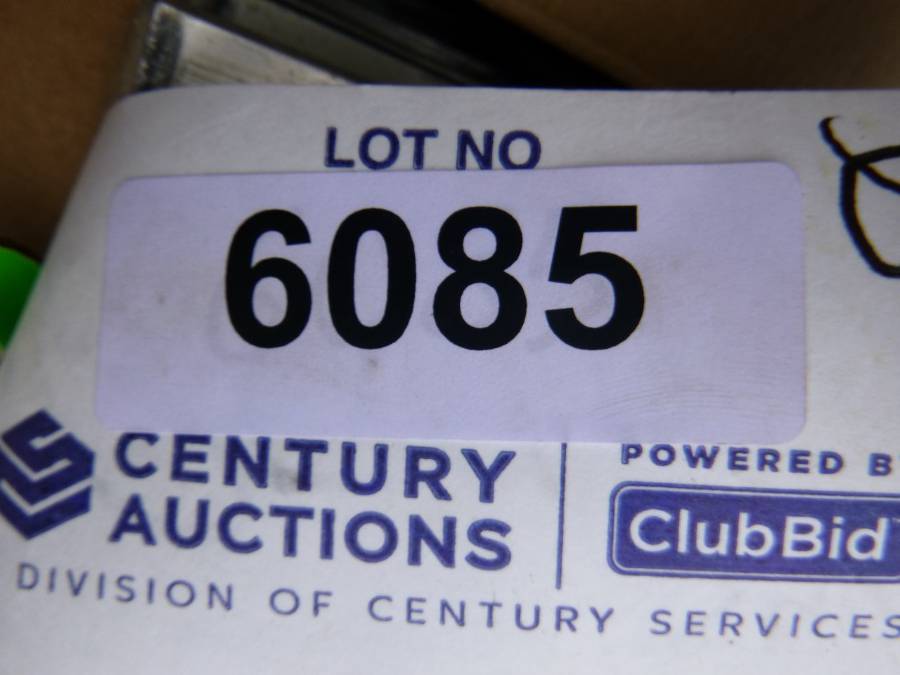 LOT NO
6085
CENTURY
AUCTIONS
DIVISION OF CENTURY SERVICES
POWERED B
ClubBid